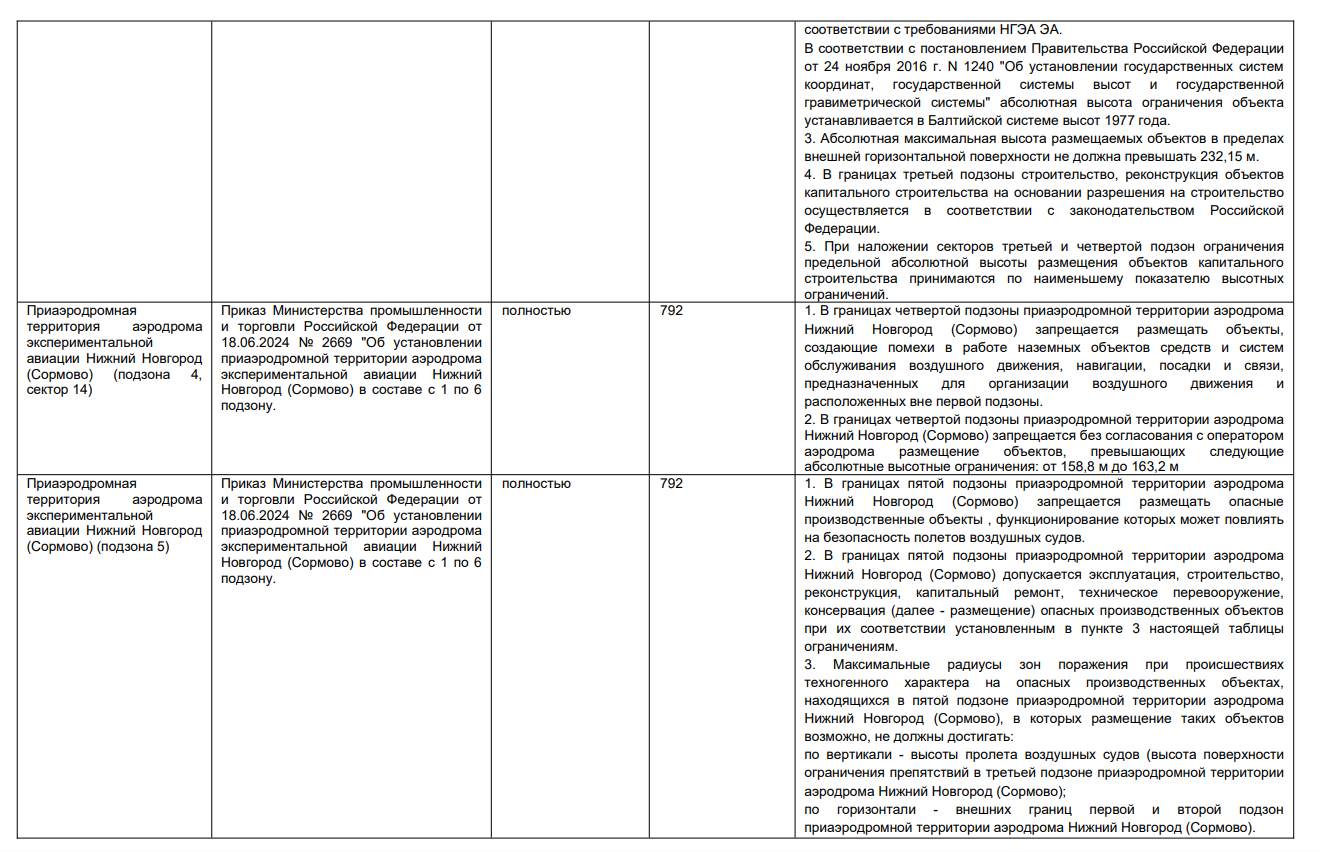 соответствии с требованиями НГЭА ЭА.
В соответствии с постановлением Правительства Российской Федерации
от 24 ноября 2016 г. N 1240 "Об установлении государственных систем
координат, государственной системы высот и государственной
гравиметрической системы" абсолютная высота ограничения объекта
устанавливается в Балтийской системе высот 1977 года.
3. Абсолютная максимальная высота размещаемых объектов в пределах
внешней горизонтальной поверхности не должна превышать 232,15 м.
4. В границах третьей подзоны строительство, реконструкция объектов
капитального строительства на основании разрешения на строительство
осуществляется в соответствии с законодательством Российской
Федерации.
5. При наложении секторов третьей и четвертой подзон ограничения
предельной абсолютной высоты размещения объектов капитального
строительства принимаются по наименьшему показателю высотных
ограничений.
Приаэродромная
территория аэродрома
экспериментальной
авиации Нижний Новгород
(Сормово) (подзона 4,
сектор 14)
Приказ Министерства промышленности
и торговли Российской Федерации от
18.06.2024 № 2669 "Об установлении
приаэродромной территории аэродрома
экспериментальной авиации Нижний
Новгород (Сормово) в составе с 1 по 6
подзону.
полностью
792
1. В границах четвертой подзоны приаэродромной территории аэродрома
Нижний Новгород (Сормово) запрещается размещать объекты,
создающие помехи в работе наземных объектов средств и систем
обслуживания воздушного движения, навигации, посадки и связи,
предназначенных для организации воздушного движения и
расположенных вне первой подзоны.
2. В границах четвертой подзоны приаэродромной территории аэродрома
Нижний Новгород (Сормово) запрещается без согласования с оператором
аэродрома размещение объектов, превышающих следующие
абсолютные высотные ограничения: от 158,8 м до 163,2 м
Приаэродромная
территория аэродрома
экспериментальной
авиации Нижний Новгород
(Сормово) (подзона 5)
Приказ Министерства промышленности
и торговли Российской Федерации от
18.06.2024 № 2669 "Об установлении
приаэродромной территории аэродрома
экспериментальной авиации Нижний
Новгород (Сормово) в составе с 1 по 6
подзону.
полностью
792
1. В границах пятой подзоны приаэродромной территории аэродрома
Нижний Новгород (Сормово) запрещается размещать опасные
производственные объекты , функционирование которых может повлиять
на безопасность полетов воздушных судов.
2. В границах пятой подзоны приаэродромной территории аэродрома
Нижний Новгород (Сормово) допускается эксплуатация, строительство,
реконструкция, капитальный ремонт, техническое перевооружение,
консервация (далее - размещение) опасных производственных объектов
при их соответствии установленным в пункте 3 настоящей таблицы
ограничениям.
3. Максимальные радиусы зон поражения при происшествиях
техногенного характера на опасных производственных объектах,
находящихся в пятой подзоне приаэродромной территории аэродрома
Нижний Новгород (Сормово), в которых размещение таких объектов
возможно, не должны достигать:
по вертикали - высоты пролета воздушных судов (высота поверхности
ограничения препятствий в третьей подзоне приаэродромной территории
аэродрома Нижний Новгород (Сормово);
по горизонтали - внешних границ первой и второй подзон
приаэродромной территории аэродрома Нижний Новгород (Сормово).